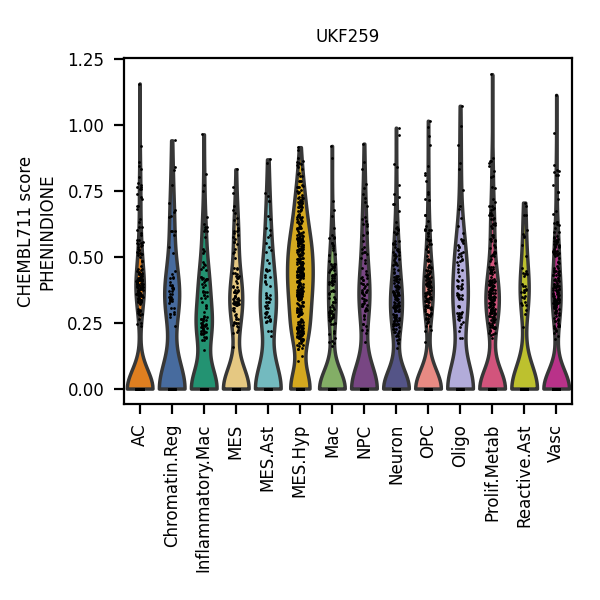 UKF259
CHEMBL711 score
PHENINDIONE
1.25
1.00
0.75
0.50
0.25
0.00
AC
Chromatin.Reg
Inflammatory.Mac
MES
MES.Ast
MES.Hyp
Mac
NPC
Neuron
OPC
Oligo
Prolif.Metab
Reactive.Ast
Vasc